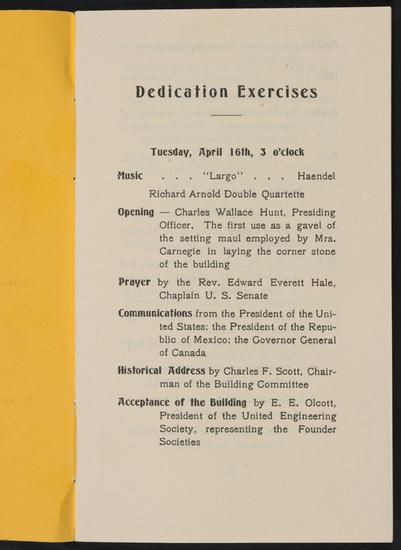 Dedication Exercises
Tuesday, April 16th, 3 o'clock
Music . . . "Largo" . . . Haendel
Richard Arnold Double Quartette
Opening — Charles Wallace Hunt, Presiding
Officer. The first use as a gavel of
the setting maul employed by Mrs.
Carnegie in laying the corner stone
of the building
Prayer by the Rev. Edward Everett Hale,
Chaplain U. S. Senate
Communications from the President of the Uni-
ted States; the President of the Repu-
blic of Mexico; the Governor General
of Canada
Historical Address by Charles F. Scott, Chair-
man of the Building Committee
Acceptance of the Building by E. E. Olcott,
President of the United Engineering
Society, representing the Founder
Societies